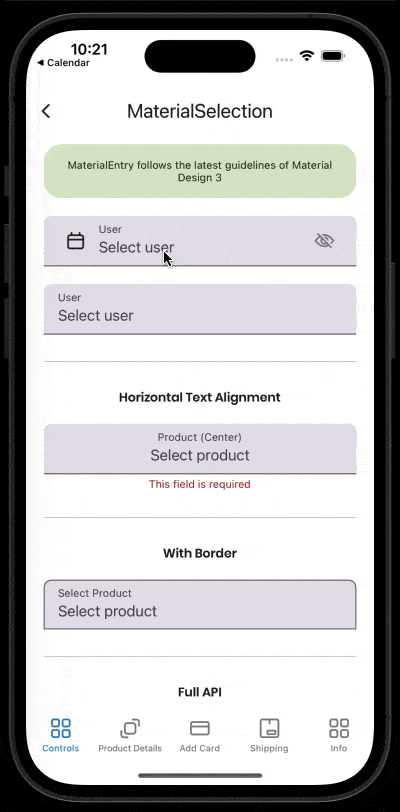 10:21
◀ Calendar
MaterialSelection
MaterialEntry follows the latest guidelines of Material
Design 3
User
Select user
User
Select user
Horizontal Text Alignment
Product (Center)
Select product
This field is required
With Border
Select Product
Select product
Full API
Controls
Product Details
Add Card
Shipping
Info